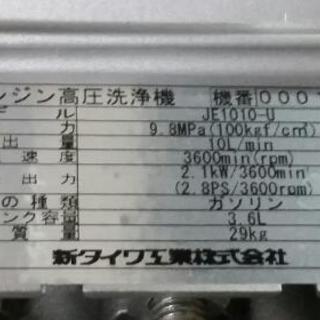 ンジン高圧洗浄機 機番 000
デル JE1010-U
力 9.8MPa(100kgf/c㎡)
出量 10L/min
速度 3600min(rpm)
出力 2.1kW/3600min
(2.8PS/3600rpm)
の種類 ガソリン
ンク容量 3.6L
質量 29kg
新ダイワ工業株式会社